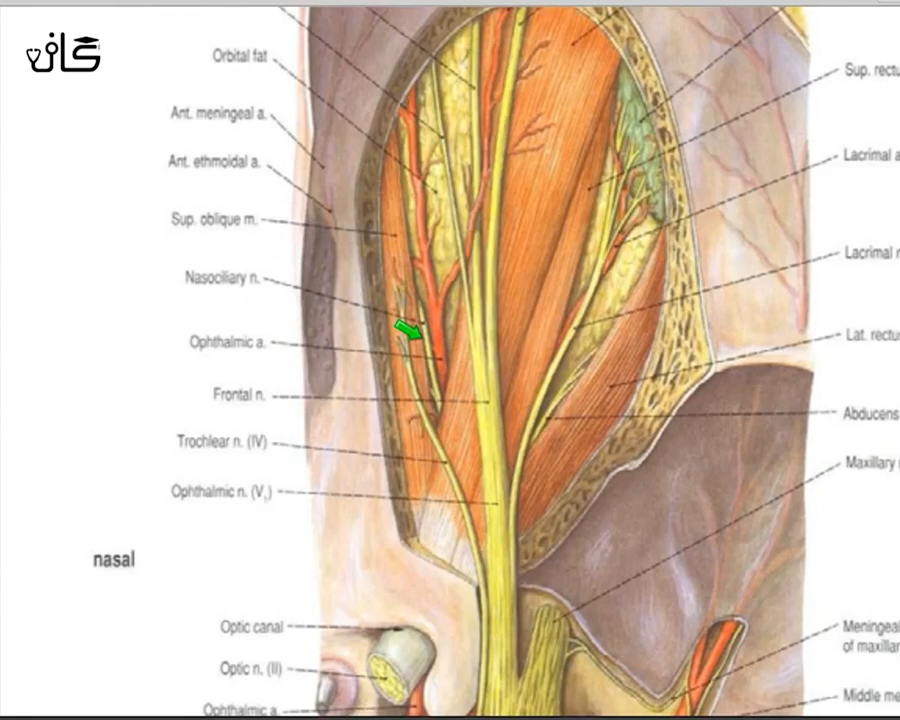 كان
Orbital fat
Ant. meningeal a.
Ant. ethmoidal a.
Sup. oblique m.
Nasociliary n.
Ophthalmic a.
Frontal n.
Trochlear n. (IV)
Ophthalmic n. (V₁)
nasal
Optic canal
Optic n. (II)
Ophthalmic a
Sup. rectu
Lacrimal a
Lacrimal n
Lat. rectu
Abducens
Maxillary
Meningeal
of maxillar
Middle me